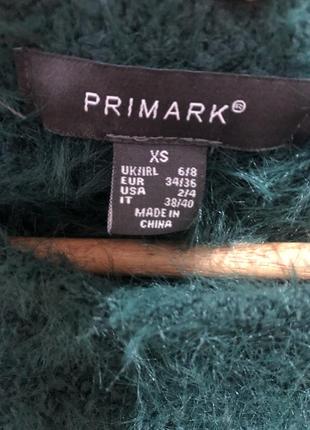 PRIMARK®
XS
UK/IRL 6/8
EUR 34/36
USA 2/4
IT 38/40
MADE IN
CHINA